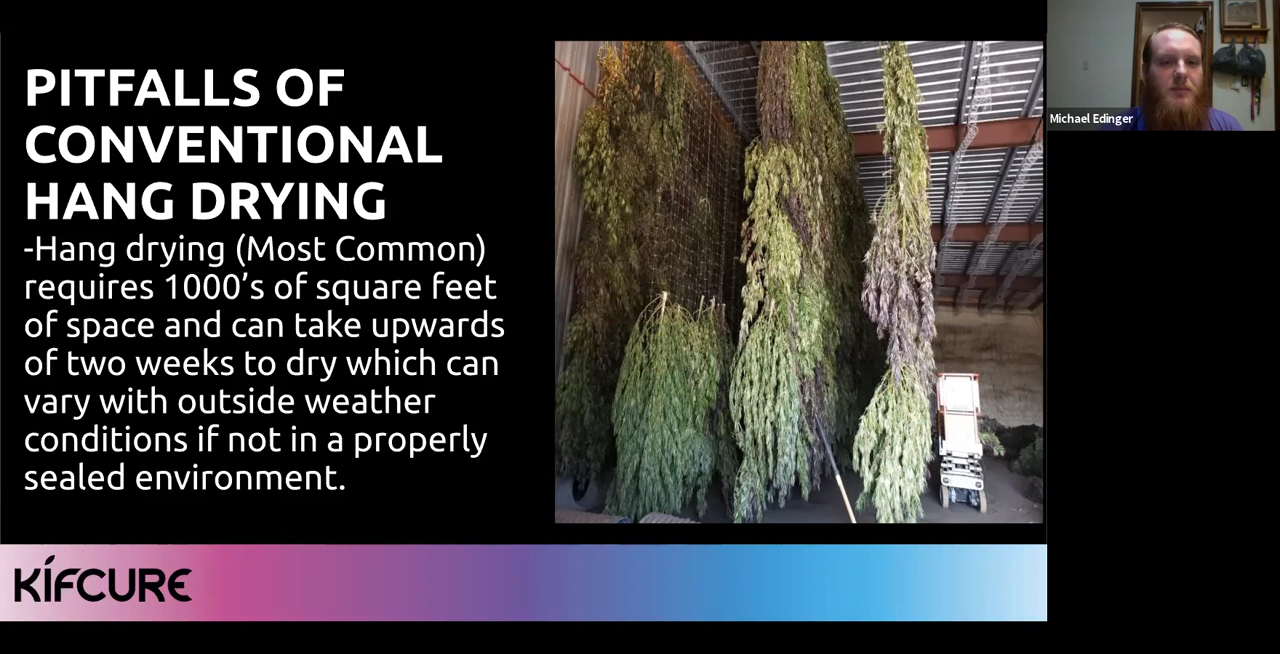 PITFALLS OF
CONVENTIONAL
HANG DRYING
-Hang drying (Most Common)
requires 1000’s of square feet
of space and can take upwards
of two weeks to dry which can
vary with outside weather
conditions if not in a properly
sealed environment.
KIFCURE
Michael Edinger